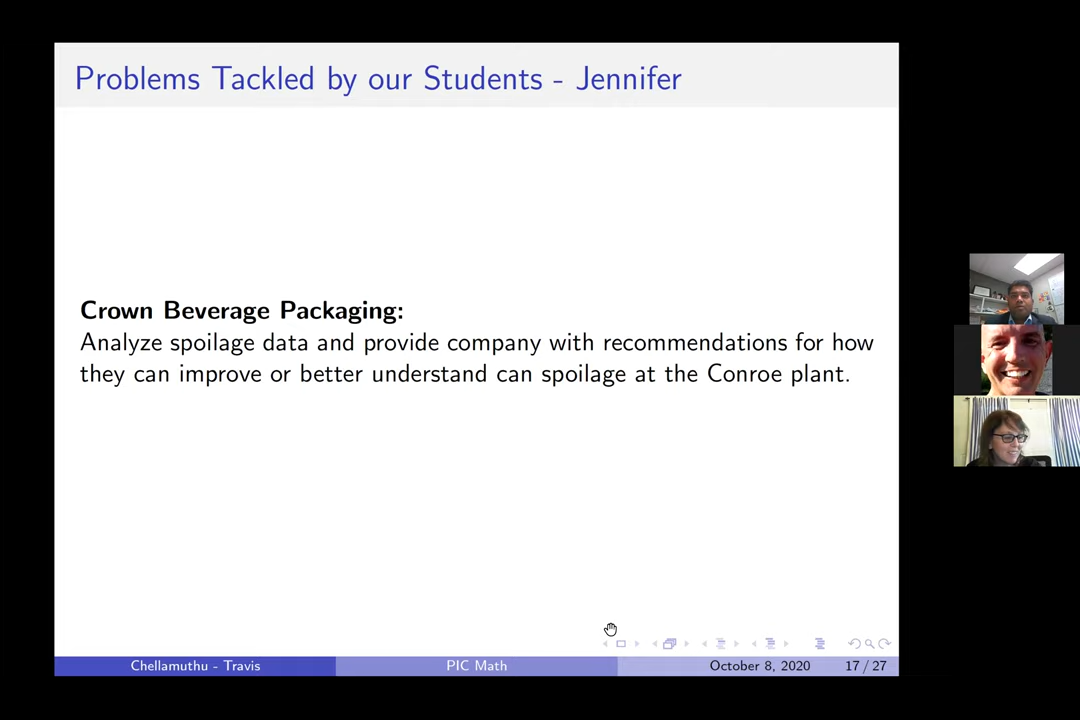 Problems Tackled by our Students - Jennifer
Crown Beverage Packaging:
Analyze spoilage data and provide company with recommendations for how
they can improve or better understand can spoilage at the Conroe plant.
Chellamuthu - Travis
PIC Math
October 8, 2020
17 / 27